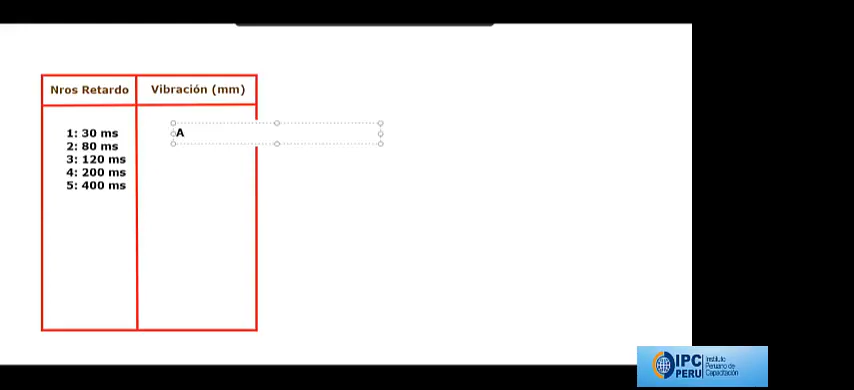 Nros Retardo Vibración (mm)
1: 30 ms A
2: 80 ms
3: 120 ms
4: 200 ms
5: 400 ms
IPC PERU Instituto Peruano de Capacitación